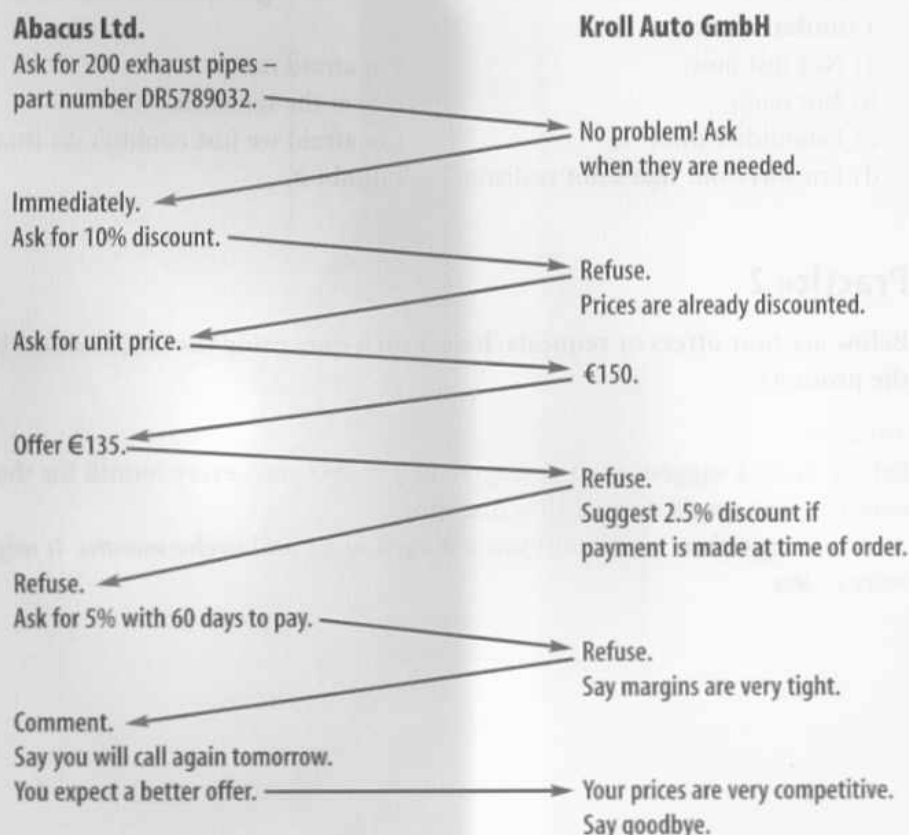 Abacus Ltd.
Kroll Auto GmbH
Ask for 200 exhaust pipes –
part number DR5789032.
No problem! Ask
when they are needed.
Immediately.
Ask for 10% discount.
Refuse.
Prices are already discounted.
Ask for unit price.
€150.
Offer €135.
Refuse.
Suggest 2.5% discount if
payment is made at time of order.
Refuse.
Ask for 5% with 60 days to pay.
Refuse.
Say margins are very tight.
Comment.
Say you will call again tomorrow.
You expect a better offer.
Your prices are very competitive.
Say goodbye.